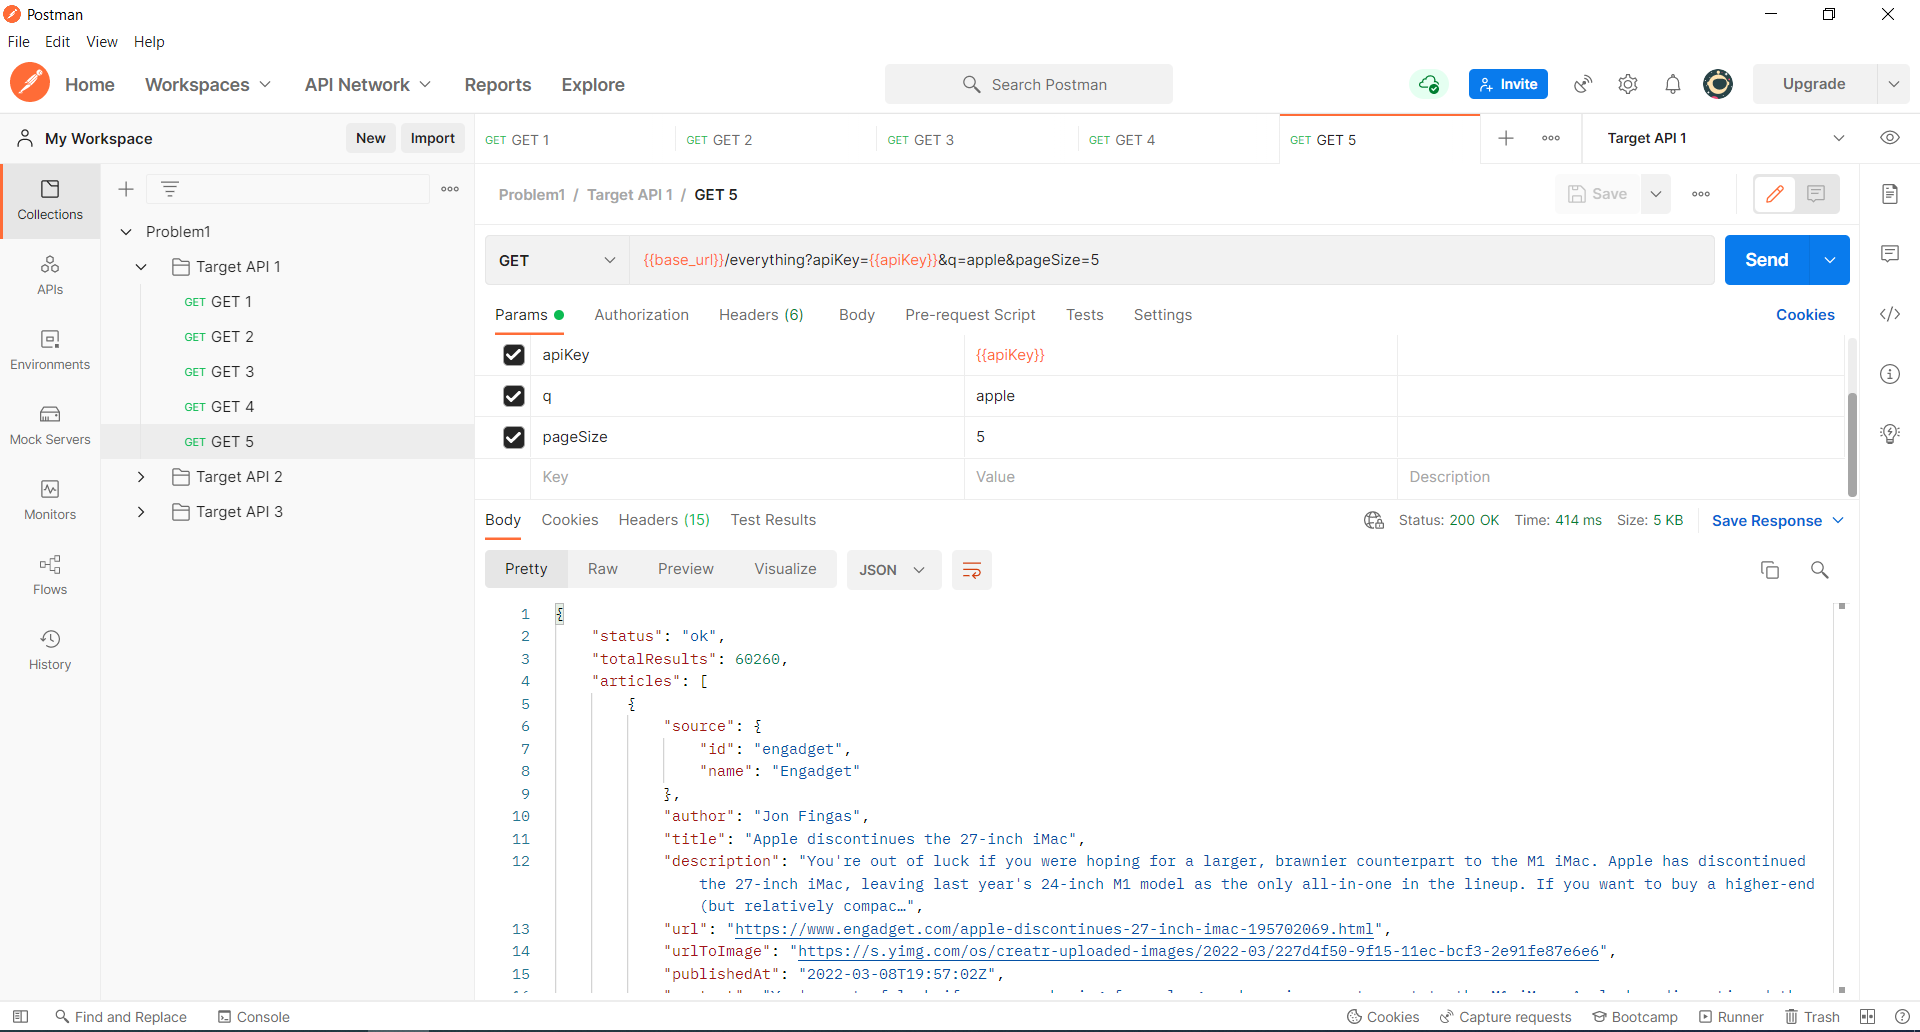 Postman
File Edit View Help
Home Workspaces API Network Reports Explore Search Postman Invite Upgrade
My Workspace New Import
GET GET 1 GET GET 2 GET GET 3 GET GET 4 GET GET 5 Target API 1
Collections
APIs
Environments
Mock Servers
Monitors
Flows
History
Problem1
Target API 1
GET GET 1
GET GET 2
GET GET 3
GET GET 4
GET GET 5
Target API 2
Target API 3
Problem1 / Target API 1 / GET 5 Save
GET {{base_url}}/everything?apiKey={{apiKey}}&q=apple&pageSize=5 Send
Params Authorization Headers (6) Body Pre-request Script Tests Settings Cookies
apiKey {{apiKey}}
q apple
pageSize 5
Key Value Description
Body Cookies Headers (15) Test Results Status: 200 OK Time: 414 ms Size: 5 KB Save Response
Pretty Raw Preview Visualize JSON
1 {
2 "status": "ok",
3 "totalResults": 60260,
4 "articles": [
5 {
6 "source": {
7 "id": "engadget",
8 "name": "Engadget"
9 },
10 "author": "Jon Fingas",
11 "title": "Apple discontinues the 27-inch iMac",
12 "description": "You're out of luck if you were hoping for a larger, brawnier counterpart to the M1 iMac. Apple has discontinued
the 27-inch iMac, leaving last year's 24-inch M1 model as the only all-in-one in the lineup. If you want to buy a higher-end
(but relatively compac…",
13 "url": "https://www.engadget.com/apple-discontinues-27-inch-imac-195702069.html",
14 "urlToImage": "https://s.yimg.com/os/creatr-uploaded-images/2022-03/227d4f50-9f15-11ec-bcf3-2e91fe87e6e6",
15 "publishedAt": "2022-03-08T19:57:02Z",
Find and Replace Console Cookies Capture requests Bootcamp Runner Trash